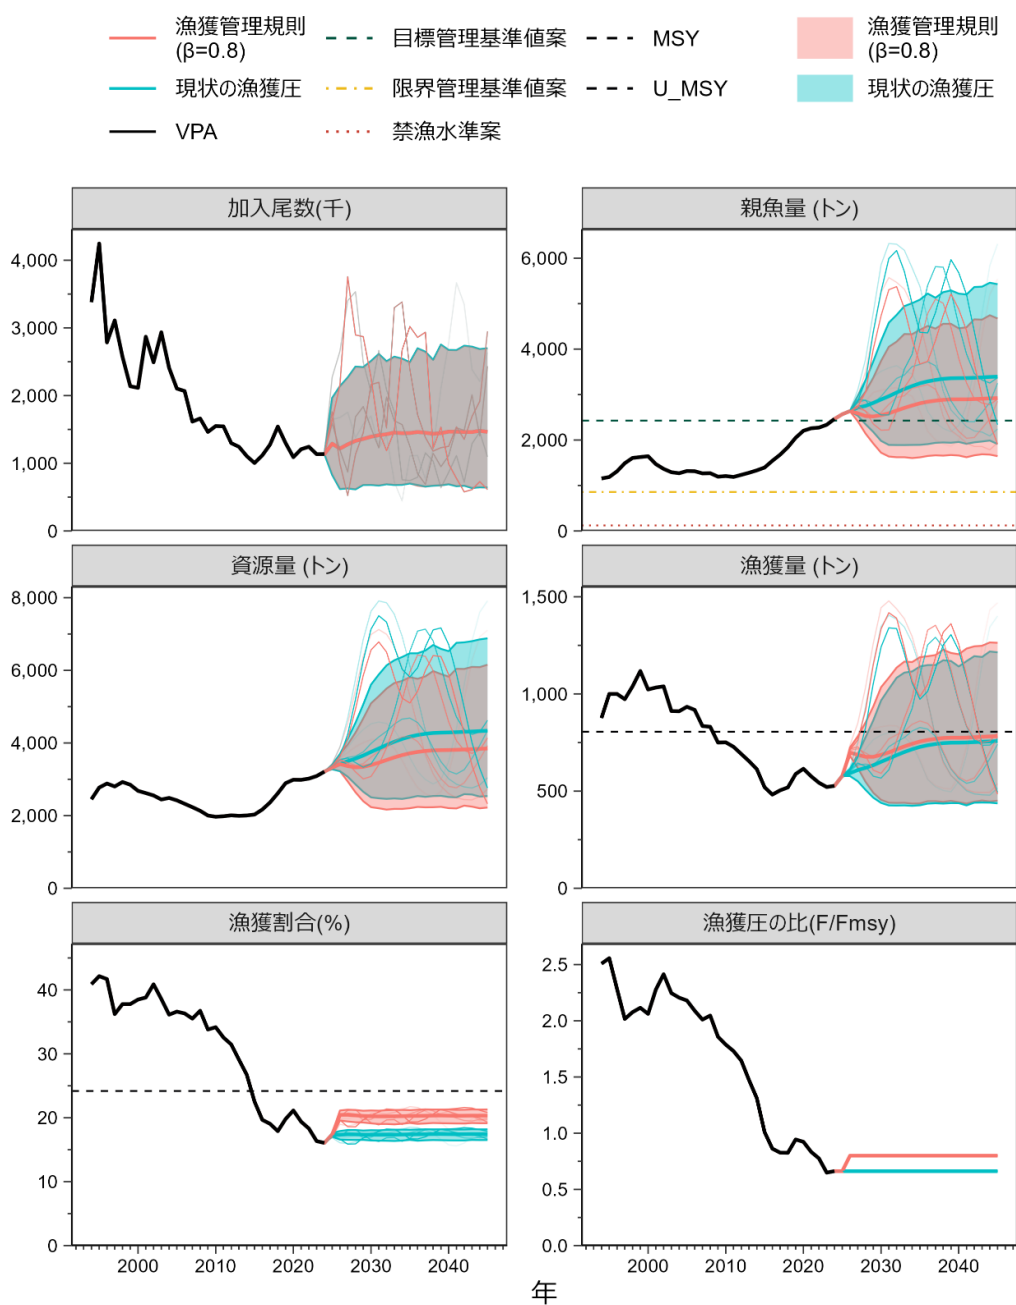 漁獲管理規則
(β=0.8)
目標管理基準値案
MSY
漁獲管理規則
(β=0.8)
現状の漁獲圧
限界管理基準値案
U_MSY
現状の漁獲圧
VPA
禁漁水準案
加入尾数(千)
4,000
3,000
2,000
1,000
0
親魚量 (トン)
6,000
4,000
2,000
0
資源量 (トン)
8,000
6,000
4,000
2,000
0
漁獲量 (トン)
1,500
1,000
500
0
漁獲割合(%)
40
30
20
10
0
2000
2010
2020
2030
2040
漁獲圧の比(F/Fmsy)
2.5
2.0
1.5
1.0
0.5
0.0
2000
2010
2020
2030
2040
年